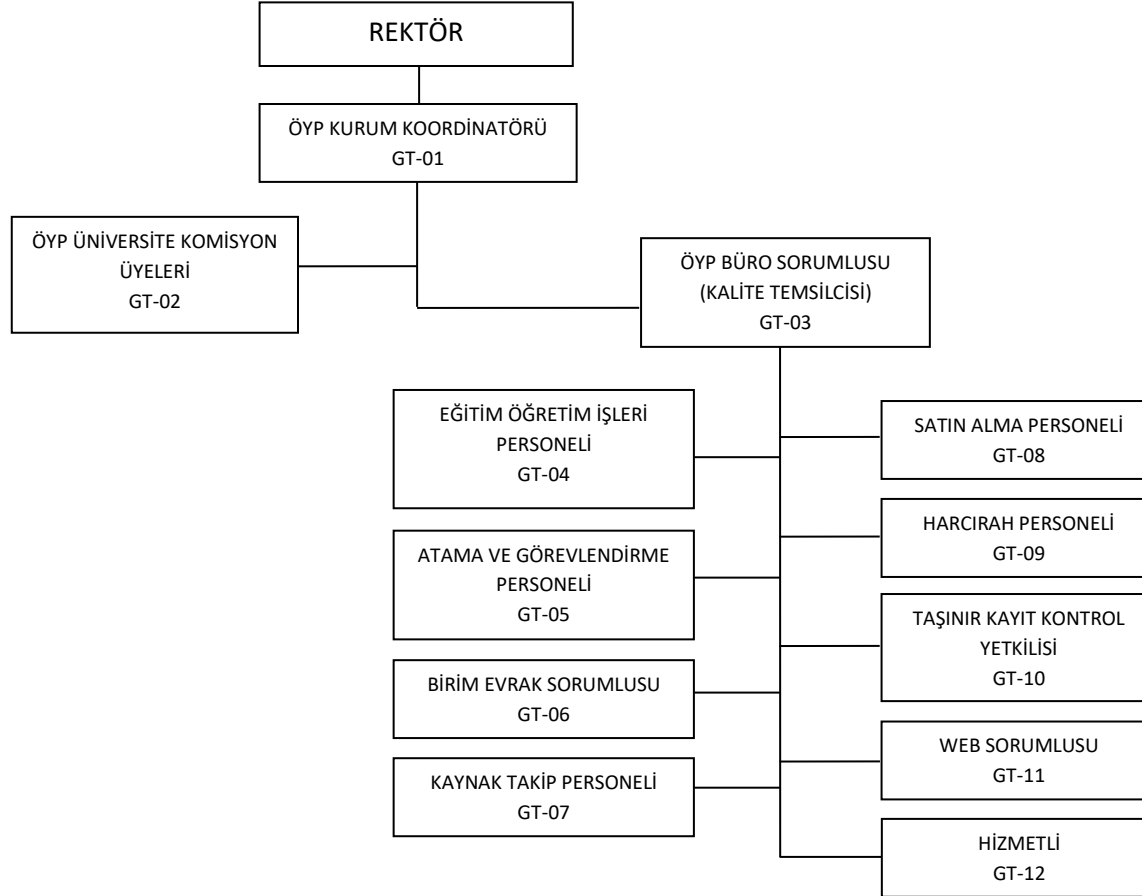 REKTÖR
ÖYP KURUM KOORDİNATÖRÜ
GT-01
ÖYP ÜNİVERSİTE KOMİSYON
ÜYELERİ
GT-02
ÖYP BÜRO SORUMLUSU
(KALİTE TEMSİLCİSİ)
GT-03
EĞİTİM ÖĞRETİM İŞLERİ
PERSONELİ
GT-04
ATAMA VE GÖREVLENDİRME
PERSONELİ
GT-05
BİRİM EVRAK SORUMLUSU
GT-06
KAYNAK TAKİP PERSONELİ
GT-07
SATIN ALMA PERSONELİ
GT-08
HARCIRAH PERSONELİ
GT-09
TAŞINIR KAYIT KONTROL
YETKİLİSİ
GT-10
WEB SORUMLUSU
GT-11
HİZMETLİ
GT-12